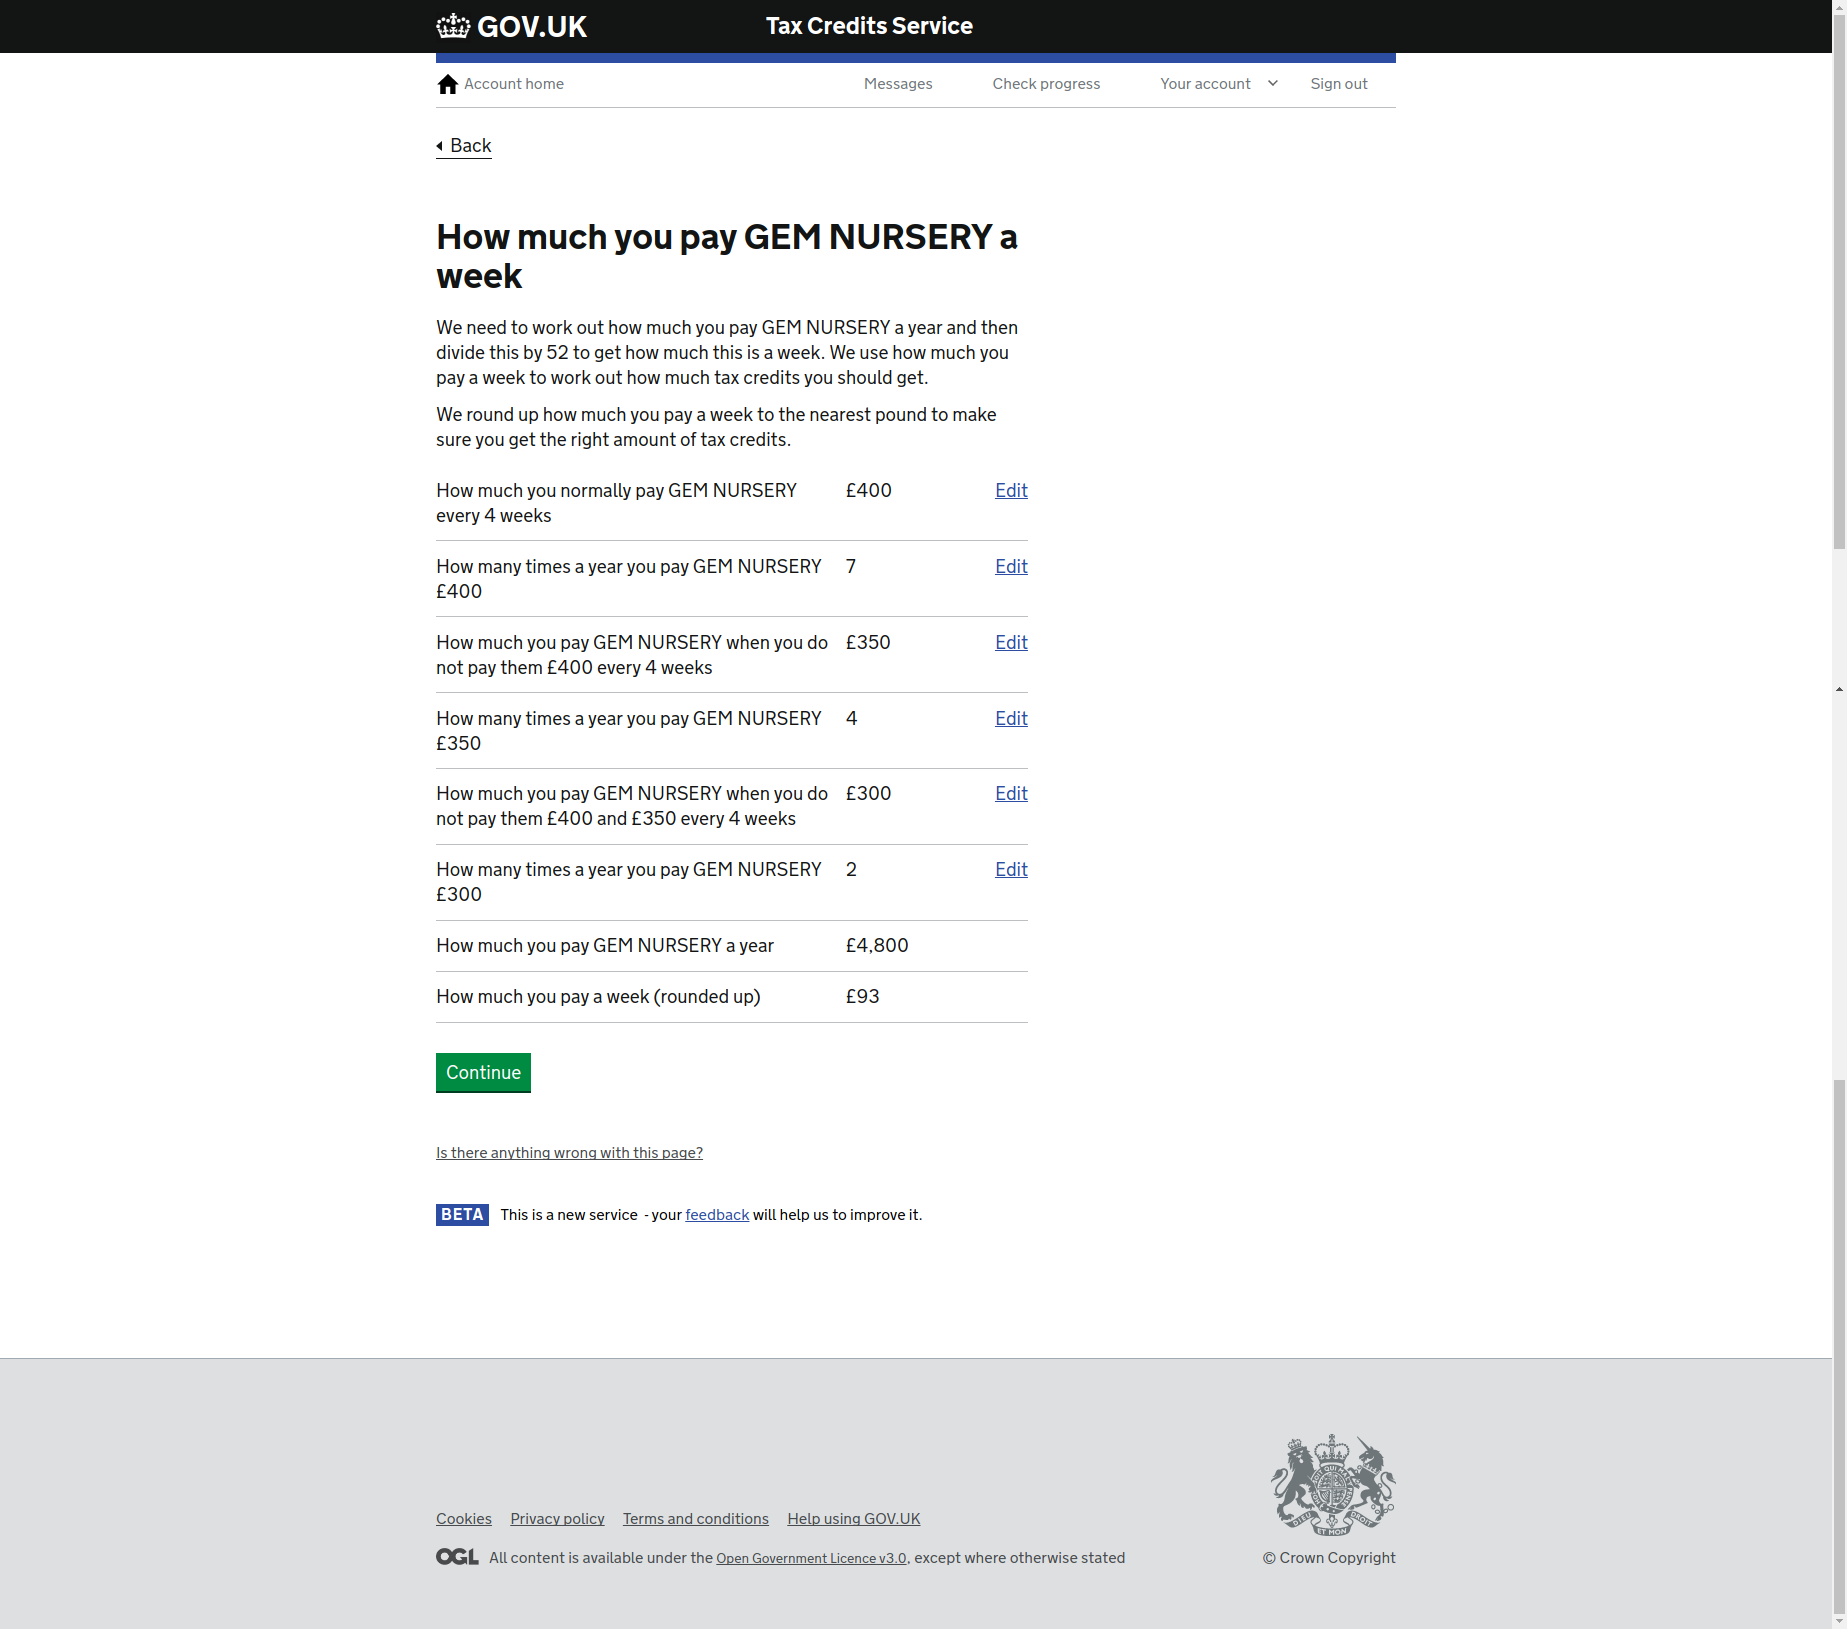 GOV.UK
Tax Credits Service
Account home
Messages
Check progress
Your account
Sign out
Back
How much you pay GEM NURSERY a
week
We need to work out how much you pay GEM NURSERY a year and then
divide this by 52 to get how much this is a week. We use how much you
pay a week to work out how much tax credits you should get.
We round up how much you pay a week to the nearest pound to make
sure you get the right amount of tax credits.
How much you normally pay GEM NURSERY £400 Edit
every 4 weeks
How many times a year you pay GEM NURSERY 7 Edit
£400
How much you pay GEM NURSERY when you do £350 Edit
not pay them £400 every 4 weeks
How many times a year you pay GEM NURSERY 4 Edit
£350
How much you pay GEM NURSERY when you do £300 Edit
not pay them £400 and £350 every 4 weeks
How many times a year you pay GEM NURSERY 2 Edit
£300
How much you pay GEM NURSERY a year £4,800
How much you pay a week (rounded up) £93
Continue
Is there anything wrong with this page?
BETA This is a new service - your feedback will help us to improve it.
Cookies Privacy policy Terms and conditions Help using GOV.UK
OGL All content is available under the Open Government Licence v3.0, except where otherwise stated
© Crown Copyright